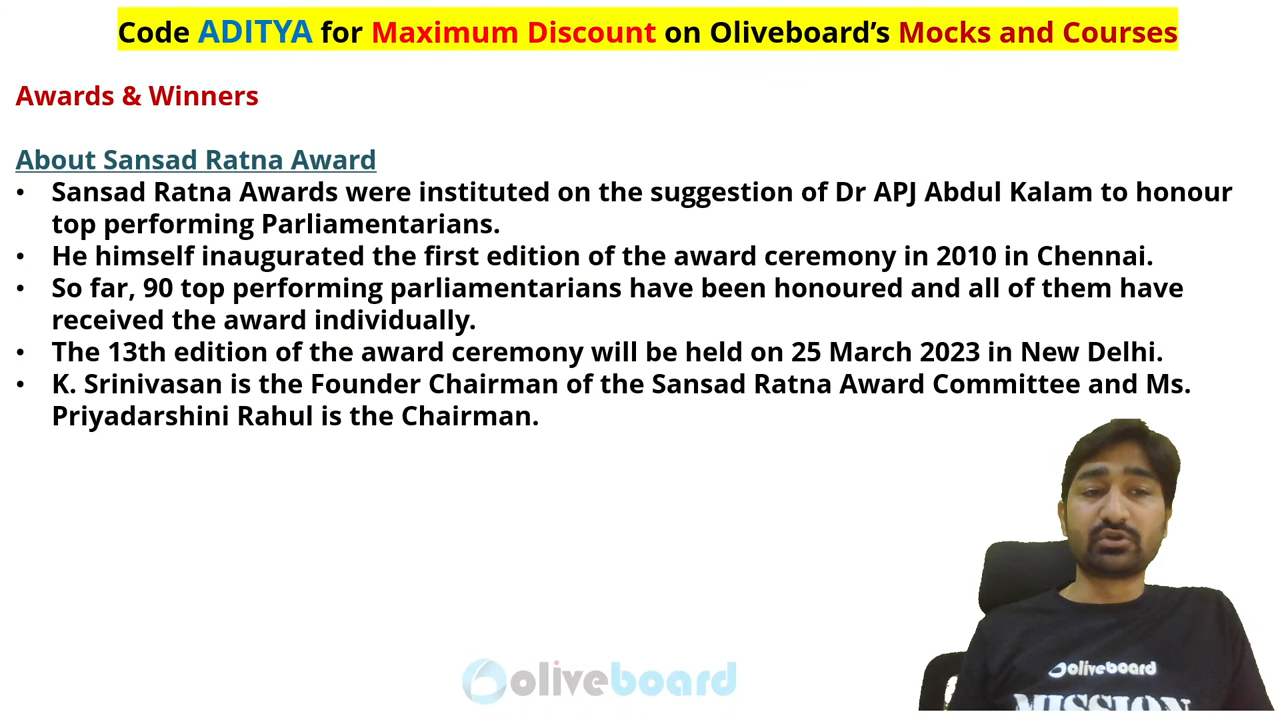 Code ADITYA for Maximum Discount on Oliveboard’s Mocks and Courses
Awards & Winners
About Sansad Ratna Award
• Sansad Ratna Awards were instituted on the suggestion of Dr APJ Abdul Kalam to honour
top performing Parliamentarians.
• He himself inaugurated the first edition of the award ceremony in 2010 in Chennai.
• So far, 90 top performing parliamentarians have been honoured and all of them have
received the award individually.
• The 13th edition of the award ceremony will be held on 25 March 2023 in New Delhi.
• K. Srinivasan is the Founder Chairman of the Sansad Ratna Award Committee and Ms.
Priyadarshini Rahul is the Chairman.
oliveboard
MISSION
oliveboard